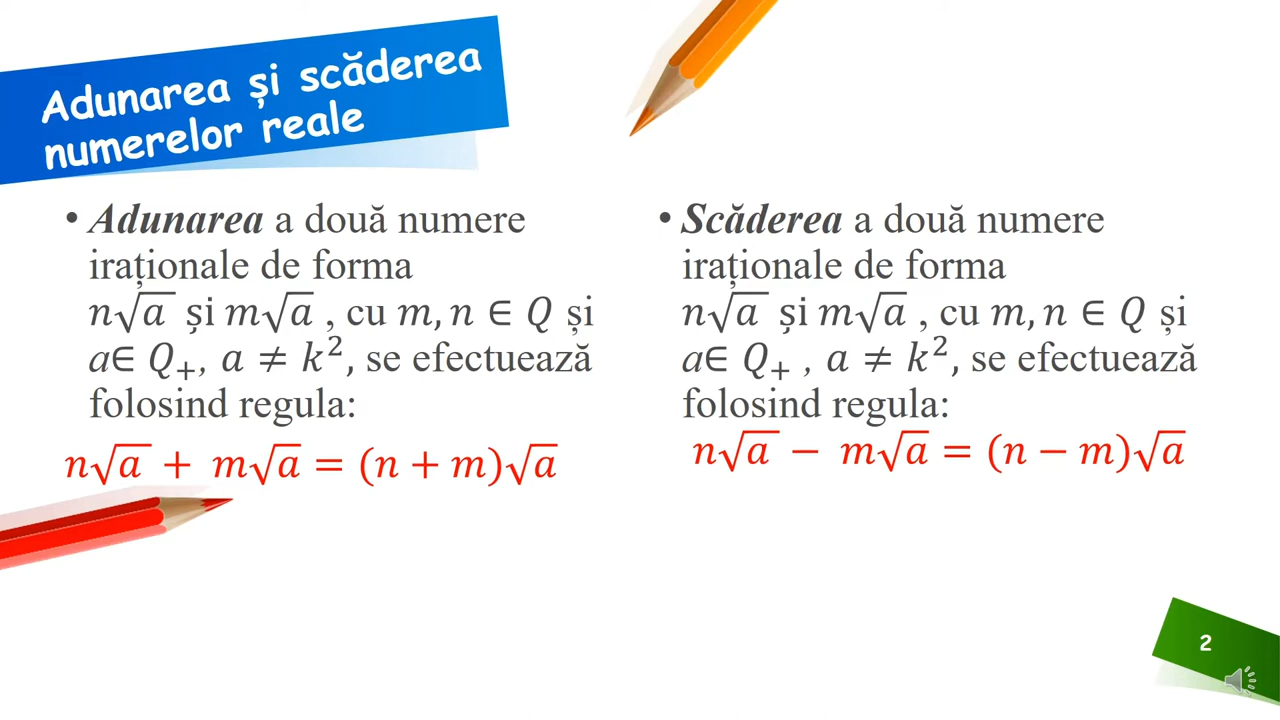 Adunarea și scăderea
numerelor reale
• Adunarea a două numere
iraționale de forma
n√a și m√a , cu m, n ∈ Q și
a∈ Q₊, a ≠ k², se efectuează
folosind regula:
n√a + m√a = (n + m)√a
• Scăderea a două numere
iraționale de forma
n√a și m√a , cu m, n ∈ Q și
a∈ Q₊ , a ≠ k², se efectuează
folosind regula:
n√a − m√a = (n − m)√a
2